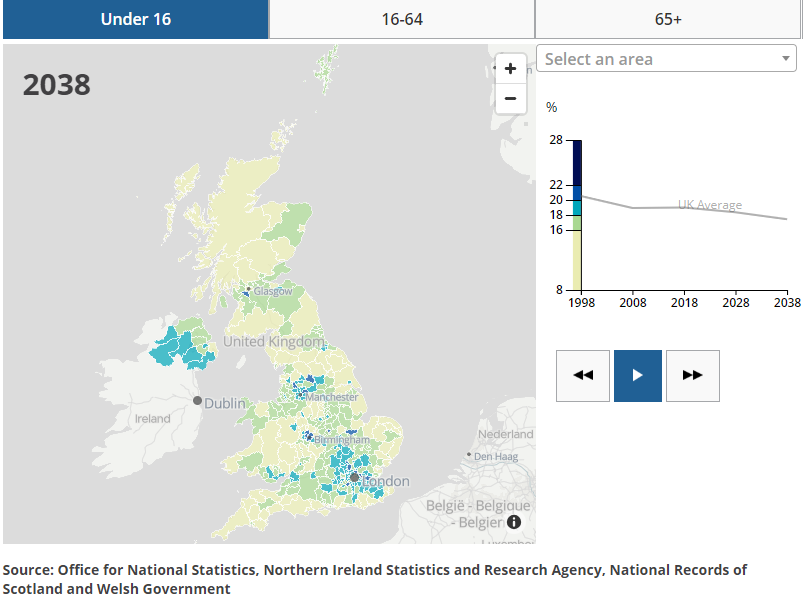 Under 16
16-64
65+
2038
+
−
Select an area
%
28
22
20
18
16
8
UK Average
1998
2008
2018
2028
2038
Glasgow
United Kingdom
Dublin
Manchester
Ireland
Birmingham
Nederland
Den Haag
London
België - Belgique
- Belgien
Source: Office for National Statistics, Northern Ireland Statistics and Research Agency, National Records of
Scotland and Welsh Government